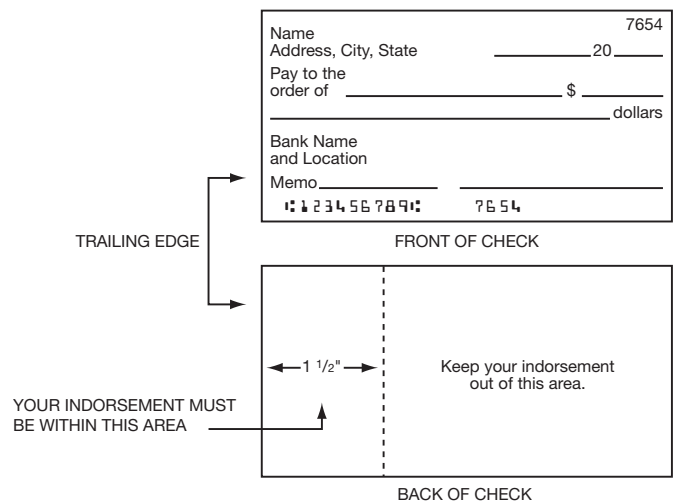 7654
Name
Address, City, State 20
Pay to the
order of $
dollars
Bank Name
and Location
Memo
⑆123456789⑆ 7654
TRAILING EDGE
FRONT OF CHECK
1 1/2"
Keep your indorsement
out of this area.
YOUR INDORSEMENT MUST
BE WITHIN THIS AREA
BACK OF CHECK